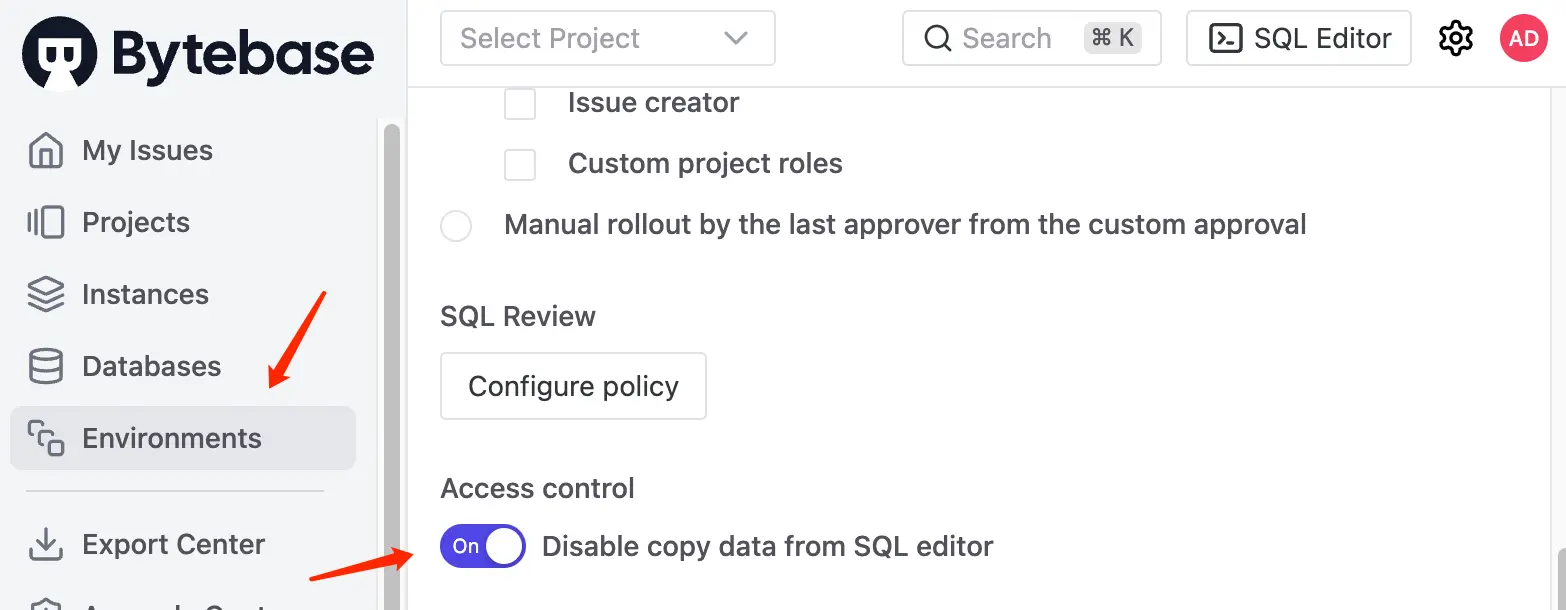 Bytebase
Select Project
Search
⌘ K
SQL Editor
AD
My Issues
Projects
Instances
Databases
Environments
Export Center
Issue creator
Custom project roles
Manual rollout by the last approver from the custom approval
SQL Review
Configure policy
Access control
On
Disable copy data from SQL editor